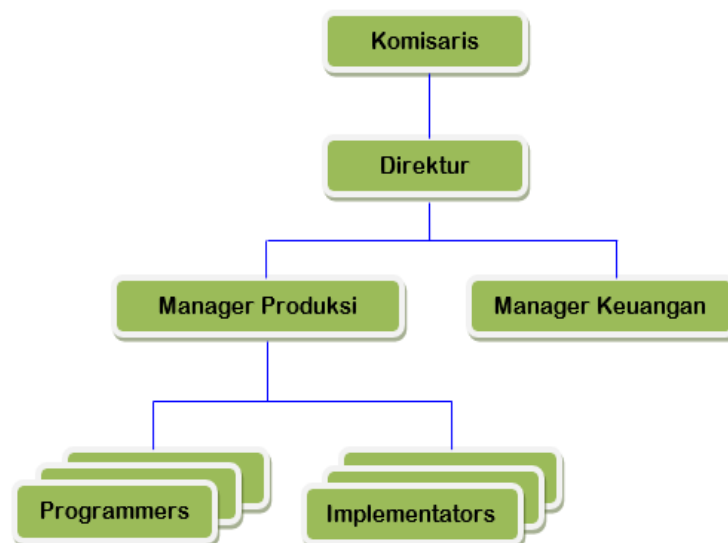 Komisaris
Direktur
Manager Produksi
Manager Keuangan
Programmers
Implementators